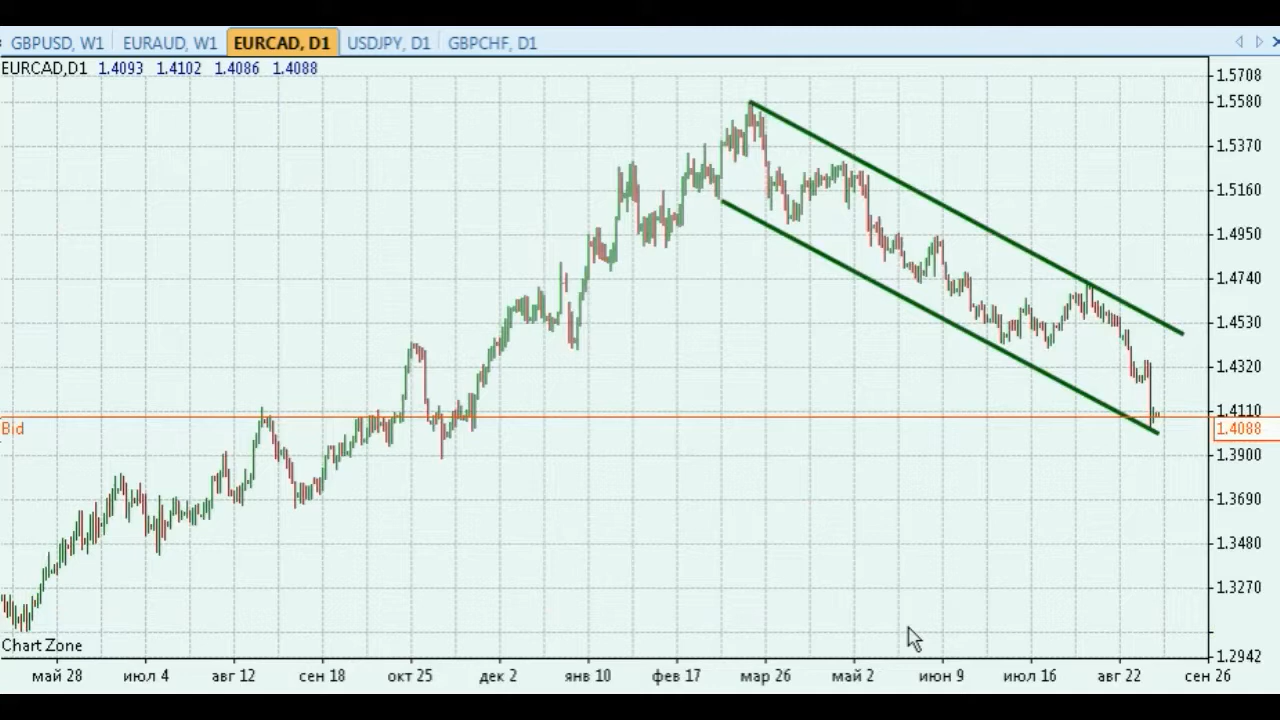 GBPUSD, W1 EURAUD, W1 EURCAD, D1 USDJPY, D1 GBPCHF, D1
EURCAD,D1 1.4093 1.4102 1.4086 1.4088
1.5708
1.5580
1.5370
1.5160
1.4950
1.4740
1.4530
1.4320
1.4110
Bid 1.4088
1.3900
1.3690
1.3480
1.3270
Chart Zone
1.2942
май 28 июл 4 авг 12 сен 18 окт 25 дек 2 янв 10 фев 17 мар 26 май 2 июн 9 июл 16 авг 22 сен 26